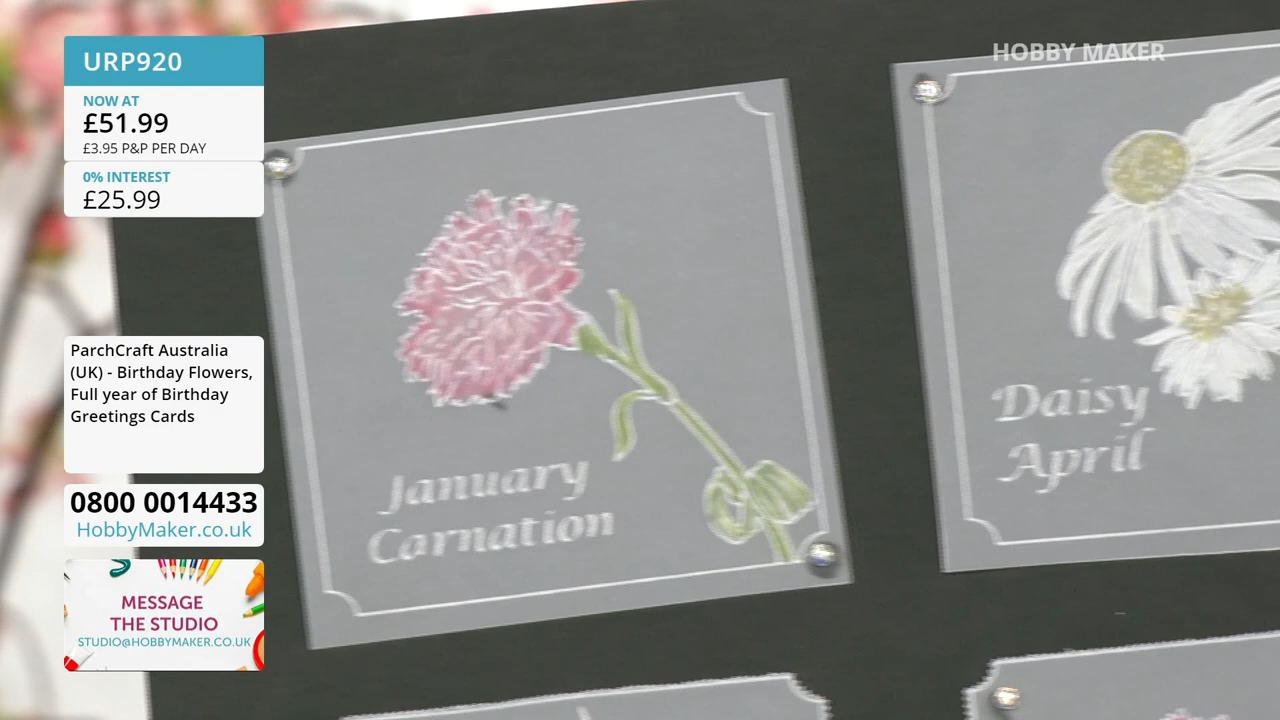 URP920
NOW AT
£51.99
£3.95 P&P PER DAY
0% INTEREST
£25.99
ParchCraft Australia
(UK) - Birthday Flowers,
Full year of Birthday
Greetings Cards
0800 0014433
HobbyMaker.co.uk
MESSAGE
THE STUDIO
STUDIO@HOBBYMAKER.CO.UK
HOBBY MAKER
January
Carnation
Daisy
April